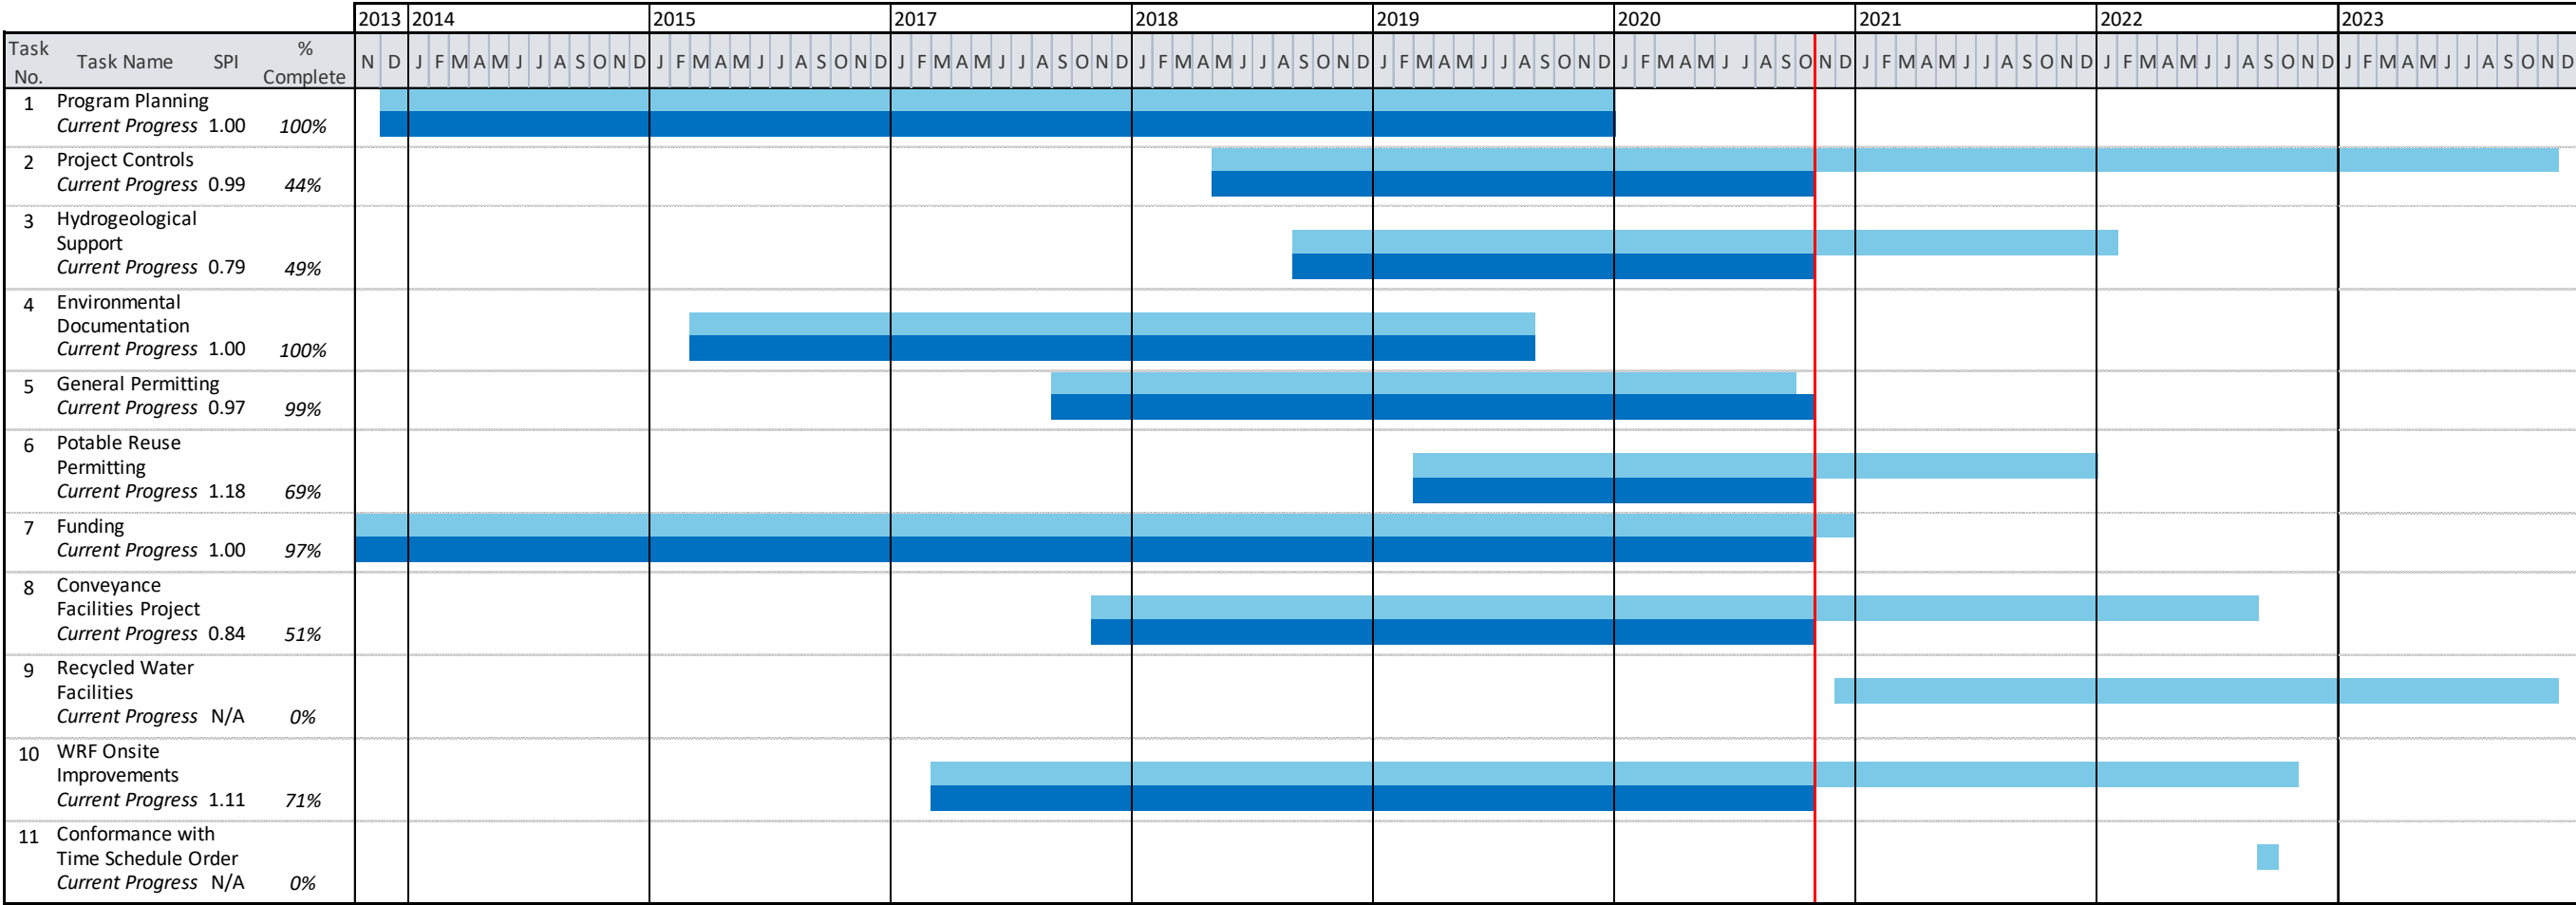 2013 2014 2015 2017 2018 2019 2020 2021 2022 2023
Task No. Task Name SPI % Complete N D J F M A M J J A S O N D J F M A M J J A S O N D J F M A M J J A S O N D J F M A M J J A S O N D J F M A M J J A S O N D J F M A M J J A S O N D J F M A M J J A S O N D J F M A M J J A S O N D J F M A M J J A S O N D
1 Program Planning
Current Progress 1.00 100%
2 Project Controls
Current Progress 0.99 44%
3 Hydrogeological
Support
Current Progress 0.79 49%
4 Environmental
Documentation
Current Progress 1.00 100%
5 General Permitting
Current Progress 0.97 99%
6 Potable Reuse
Permitting
Current Progress 1.18 69%
7 Funding
Current Progress 1.00 97%
8 Conveyance
Facilities Project
Current Progress 0.84 51%
9 Recycled Water
Facilities
Current Progress N/A 0%
10 WRF Onsite
Improvements
Current Progress 1.11 71%
11 Conformance with
Time Schedule Order
Current Progress N/A 0%